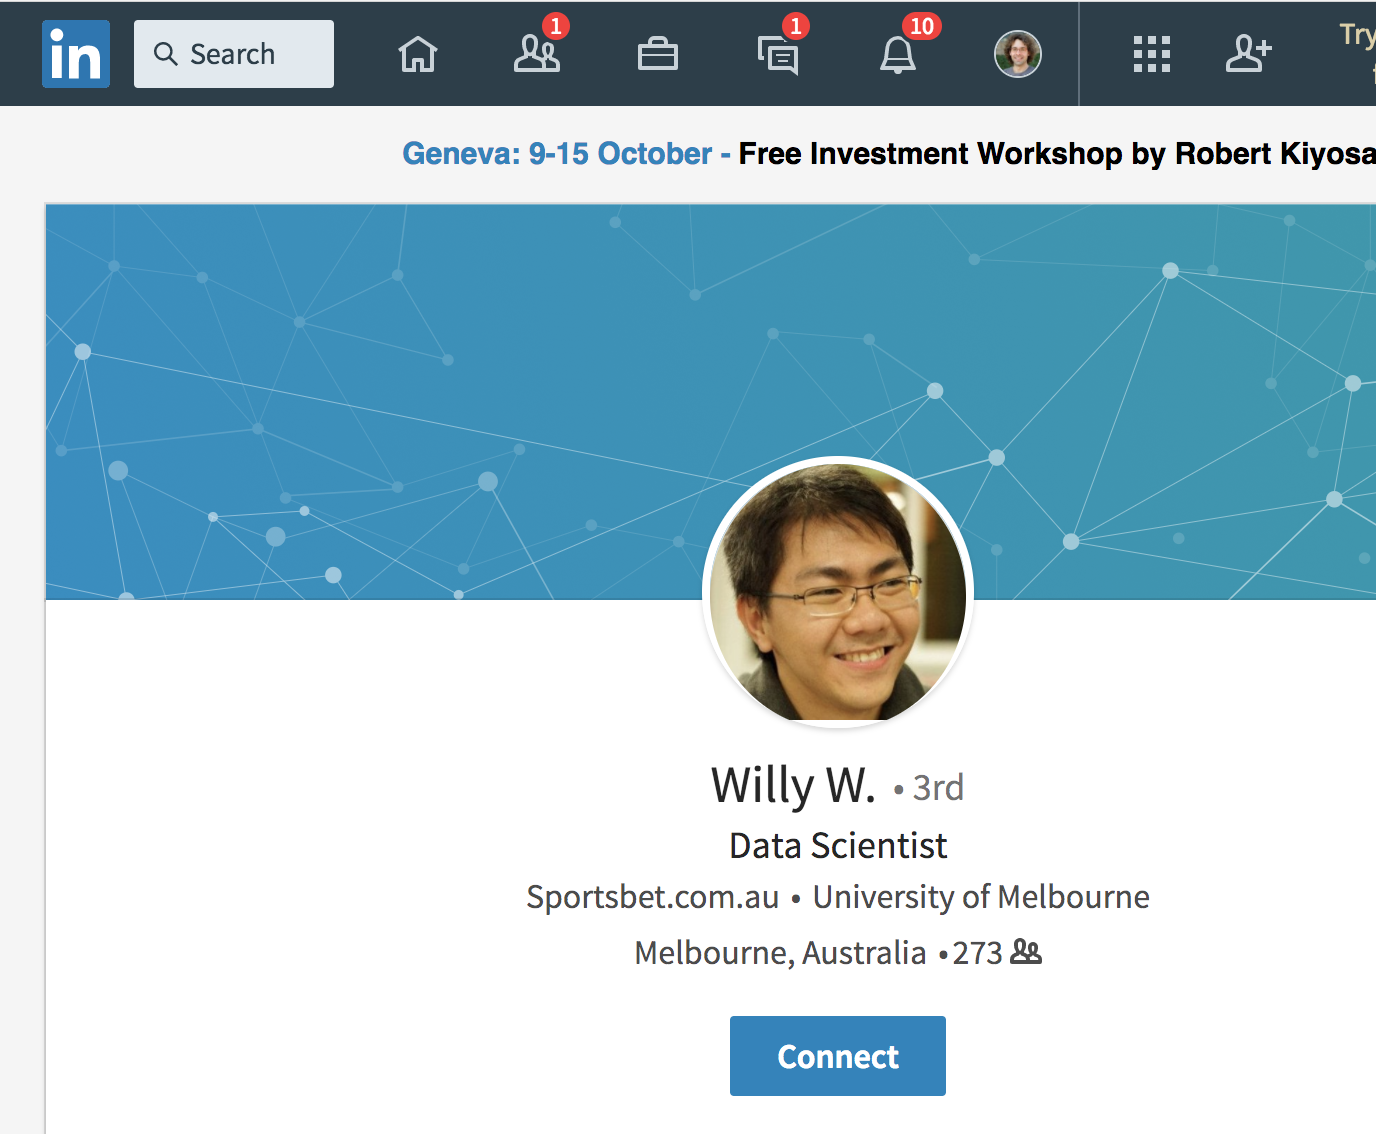 in Search 1 1 10 Try
Geneva: 9-15 October - Free Investment Workshop by Robert Kiyosa
Willy W. • 3rd
Data Scientist
Sportsbet.com.au • University of Melbourne
Melbourne, Australia • 273
Connect